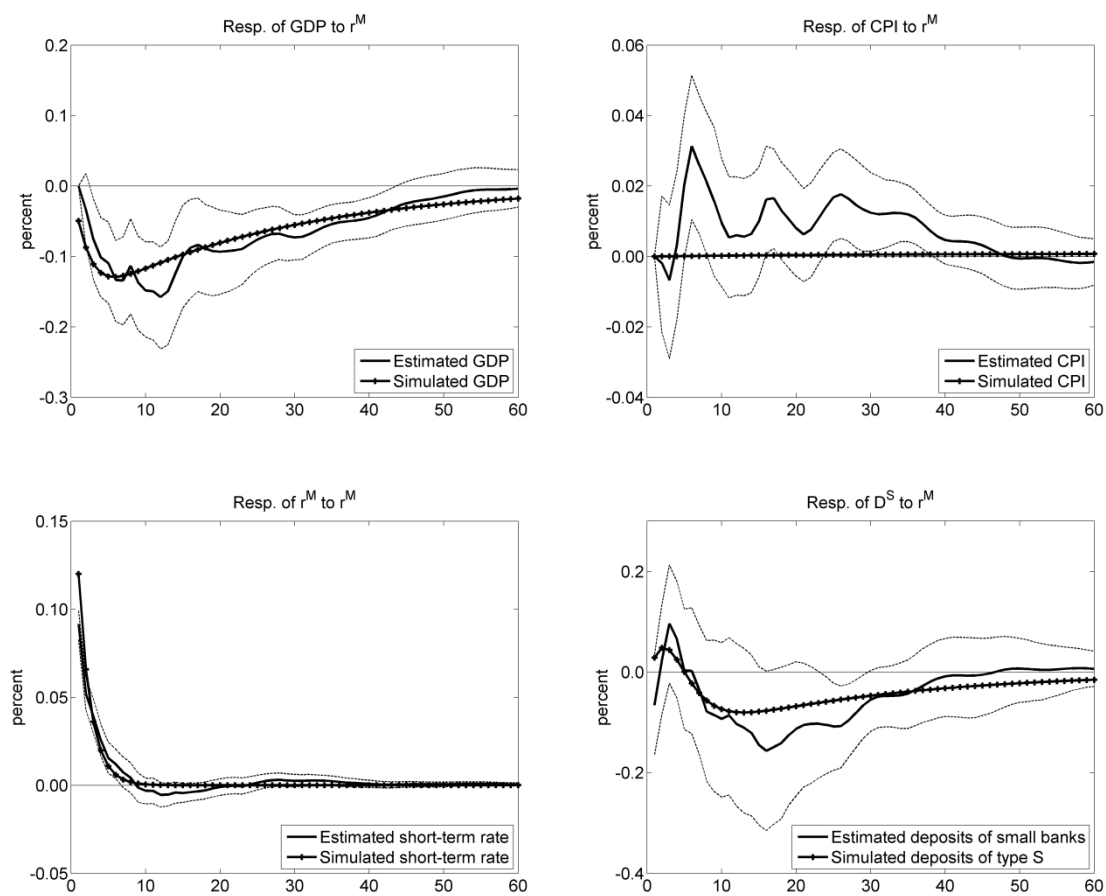 Resp. of GDP to r^M
0.2
0.1
0.0
-0.1
-0.2
-0.3
percent
0 10 20 30 40 50 60
Estimated GDP
Simulated GDP
Resp. of CPI to r^M
0.06
0.04
0.02
0.00
-0.02
-0.04
0 10 20 30 40 50 60
Estimated CPI
Simulated CPI
Resp. of r^M to r^M
0.15
0.10
0.05
0.00
-0.05
percent
0 10 20 30 40 50 60
Estimated short-term rate
Simulated short-term rate
Resp. of D^S to r^M
0.2
0.0
-0.2
-0.4
percent
0 10 20 30 40 50 60
Estimated deposits of small banks
Simulated deposits of type S